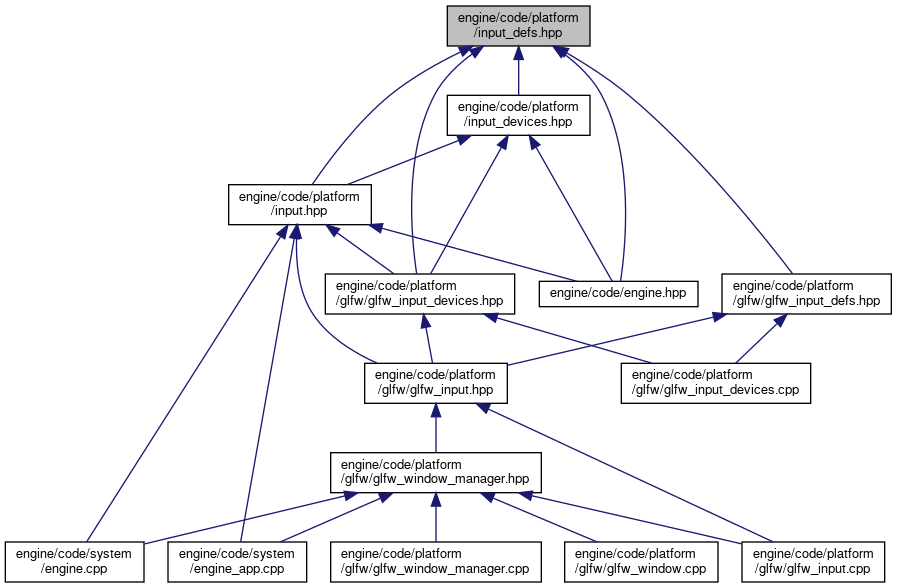 engine/code/platform
/input_defs.hpp
engine/code/platform
/input_devices.hpp
engine/code/platform
/input.hpp
engine/code/platform
/glfw/glfw_input_devices.hpp
engine/code/engine.hpp
engine/code/platform
/glfw/glfw_input_defs.hpp
engine/code/platform
/glfw/glfw_input.hpp
engine/code/platform
/glfw/glfw_input_devices.cpp
engine/code/platform
/glfw/glfw_window_manager.hpp
engine/code/system
/engine.cpp
engine/code/system
/engine_app.cpp
engine/code/platform
/glfw/glfw_window_manager.cpp
engine/code/platform
/glfw/glfw_window.cpp
engine/code/platform
/glfw/glfw_input.cpp